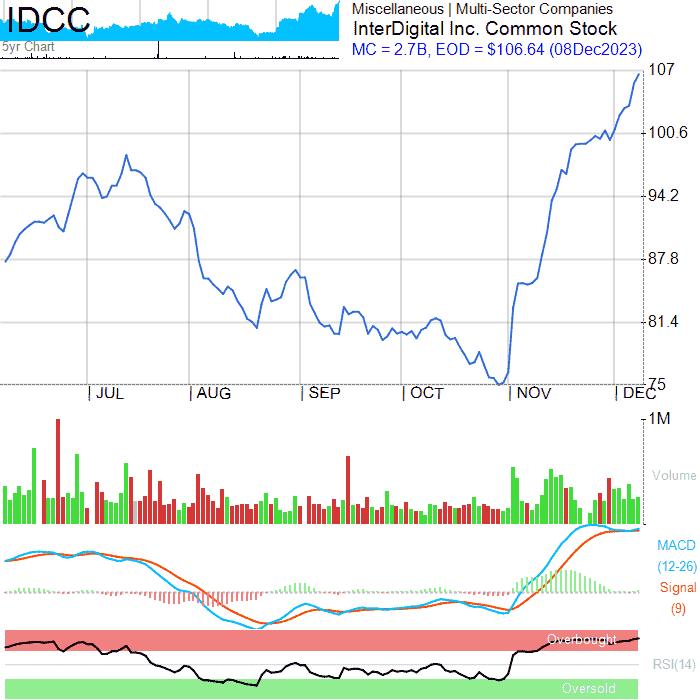 IDCC
5yr Chart
Miscellaneous | Multi-Sector Companies
InterDigital Inc. Common Stock
MC = 2.7B, EOD = $106.64 (08Dec2023)
107
100.6
94.2
87.8
81.4
75
JUL AUG SEP OCT NOV DEC
1M
Volume
MACD
(12-26)
Signal
(9)
Overbought
RSI(14)
Oversold